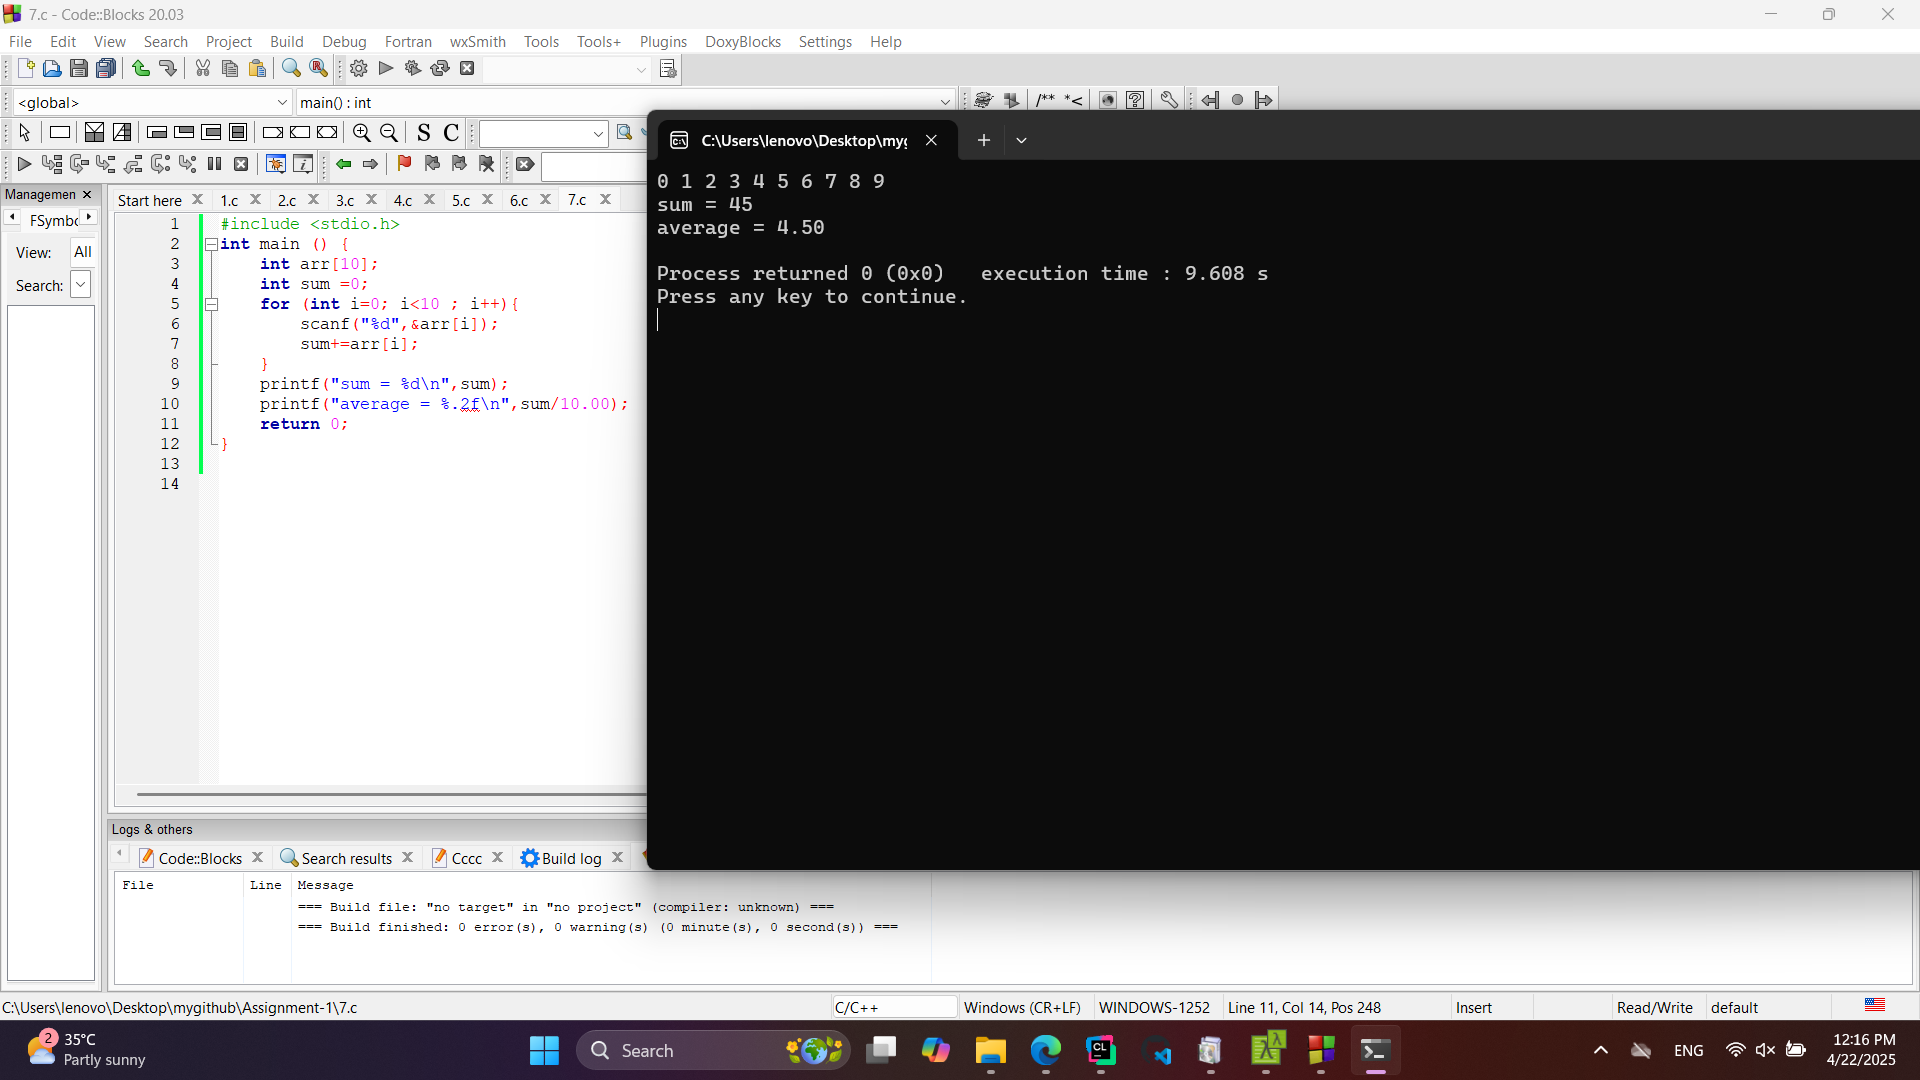 7.c - Code::Blocks 20.03
File Edit View Search Project Build Debug Fortran wxSmith Tools Tools+ Plugins DoxyBlocks Settings Help
<global> main() : int /** *<
S C
C:\Users\lenovo\Desktop\my
Managemen
Start here 1.c 2.c 3.c 4.c 5.c 6.c 7.c
FSymbo
View: All
Search:
1 #include <stdio.h>
2 int main () {
3 int arr[10];
4 int sum =0;
5 for (int i=0; i<10 ; i++){
6 scanf("%d",&arr[i]);
7 sum+=arr[i];
8 }
9 printf("sum = %d\n",sum);
10 printf("average = %.2f\n",sum/10.00);
11 return 0;
12 }
13
14
0 1 2 3 4 5 6 7 8 9
sum = 45
average = 4.50
Process returned 0 (0x0)   execution time : 9.608 s
Press any key to continue.
Logs & others
Code::Blocks Search results Cccc Build log
File Line Message
=== Build file: "no target" in "no project" (compiler: unknown) ===
=== Build finished: 0 error(s), 0 warning(s) (0 minute(s), 0 second(s)) ===
C:\Users\lenovo\Desktop\mygithub\Assignment-1\7.c C/C++ Windows (CR+LF) WINDOWS-1252 Line 11, Col 14, Pos 248 Insert Read/Write default
2
35°C
Partly sunny
Search
CL
ENG
12:16 PM
4/22/2025